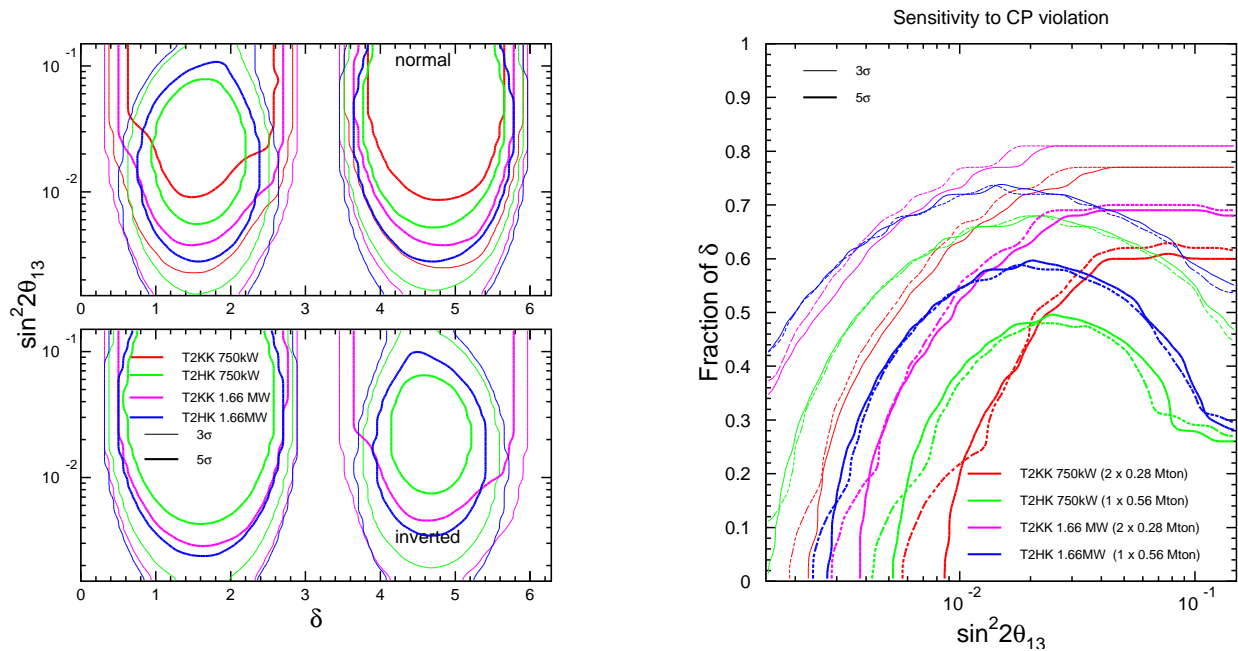 10⁻¹
10⁻²
normal
0 1 2 3 4 5 6
sin²2θ₁₃
10⁻¹
10⁻²
T2KK 750kW
T2HK 750kW
T2KK 1.66 MW
T2HK 1.66MW
3σ
5σ
inverted
0 1 2 3 4 5 6
δ
Sensitivity to CP violation
1
0.9
0.8
0.7
0.6
0.5
0.4
0.3
0.2
0.1
0
Fraction of δ
3σ
5σ
T2KK 750kW (2 x 0.28 Mton)
T2HK 750kW (1 x 0.56 Mton)
T2KK 1.66 MW (2 x 0.28 Mton)
T2HK 1.66MW (1 x 0.56 Mton)
10⁻² 10⁻¹
sin²2θ₁₃